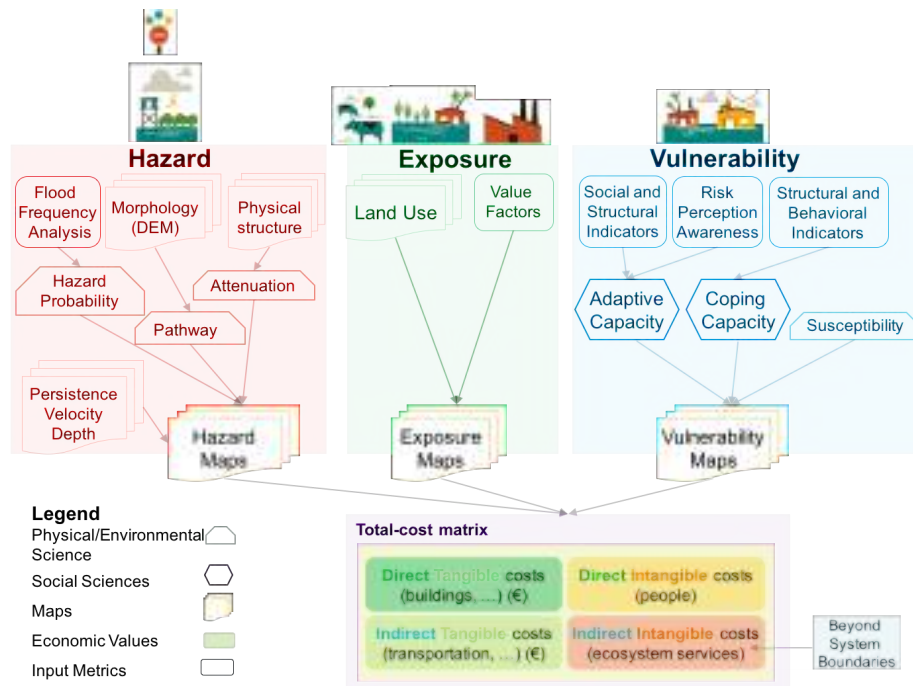 Hazard
Exposure
Vulnerability
Flood
Frequency
Analysis
Morphology
(DEM)
Physical
structure
Hazard
Probability
Attenuation
Pathway
Persistence
Velocity
Depth
Hazard
Maps
Land Use
Value
Factors
Exposure
Maps
Social and
Structural
Indicators
Risk
Perception
Awareness
Structural and
Behavioral
Indicators
Adaptive
Capacity
Coping
Capacity
Susceptibility
Vulnerability
Maps
Legend
Physical/Environmental
Science
Social Sciences
Maps
Economic Values
Input Metrics
Total-cost matrix
Direct Tangible costs
(buildings, ...) (€)
Direct Intangible costs
(people)
Indirect Tangible costs
(transportation, ...) (€)
Indirect Intangible costs
(ecosystem services)
Beyond
System
Boundaries